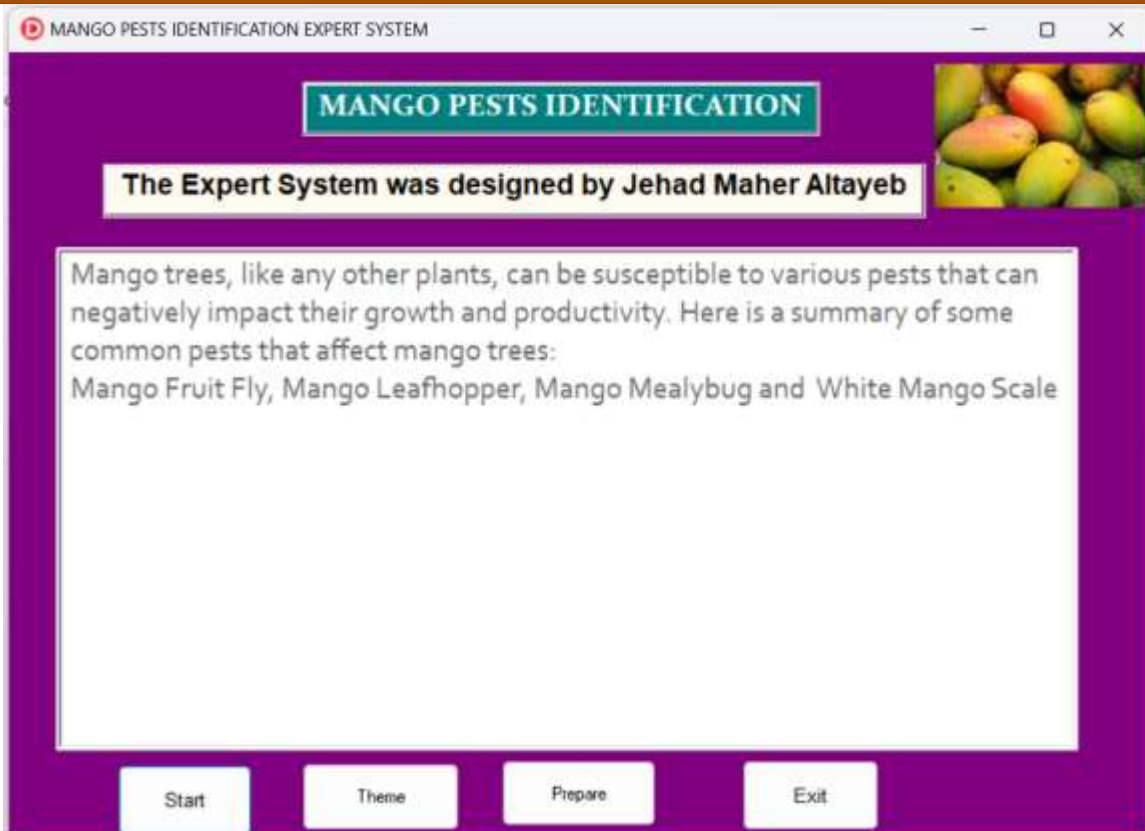 MANGO PESTS IDENTIFICATION EXPERT SYSTEM
MANGO PESTS IDENTIFICATION
The Expert System was designed by Jehad Maher Altayeb
Mango trees, like any other plants, can be susceptible to various pests that can
negatively impact their growth and productivity. Here is a summary of some
common pests that affect mango trees:
Mango Fruit Fly, Mango Leafhopper, Mango Mealybug and White Mango Scale
Start Theme Prepare Exit